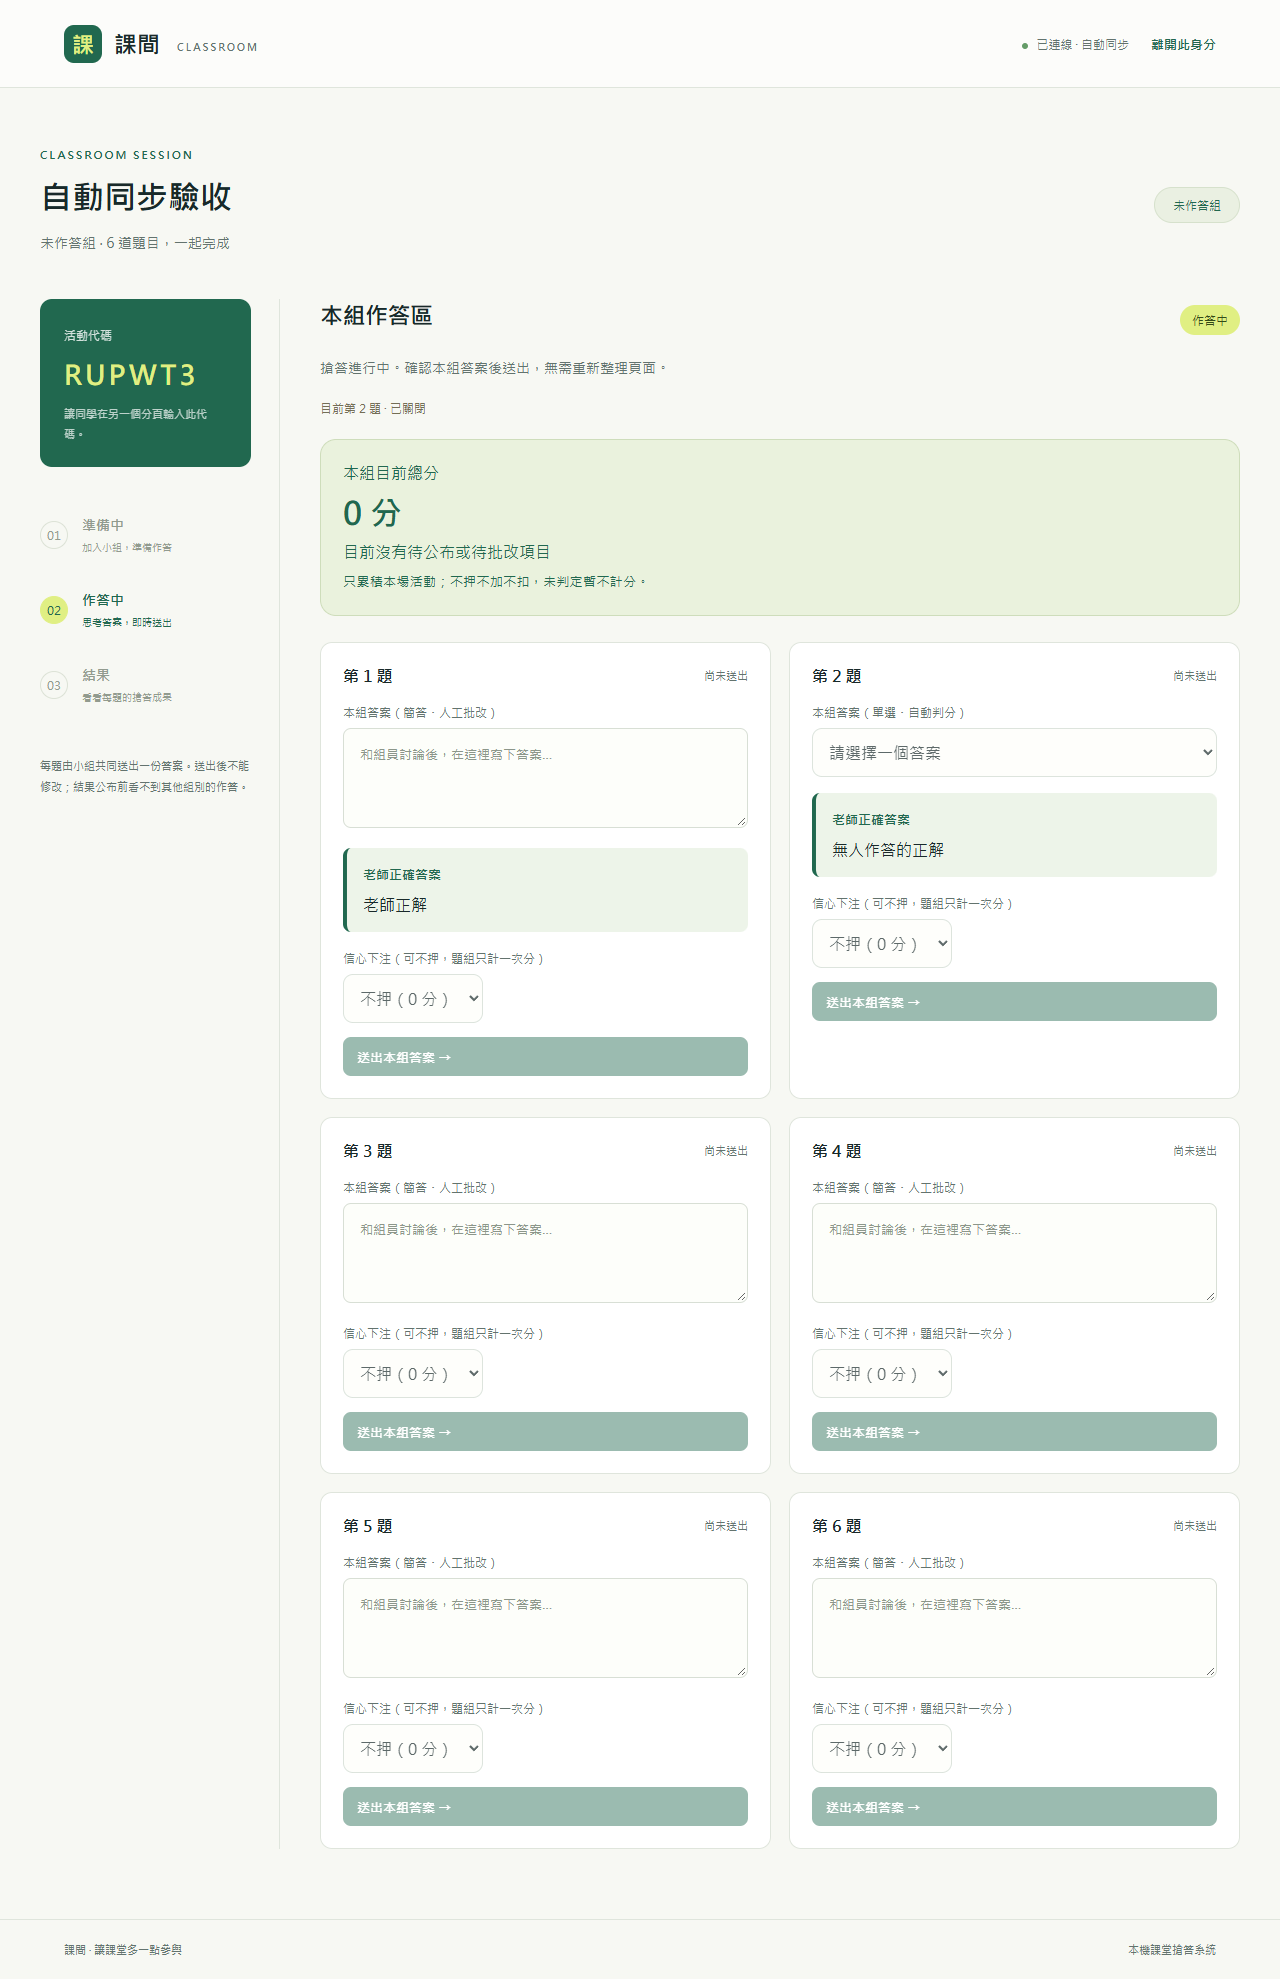 課
課間
CLASSROOM
已連線 · 自動同步
離開此身分
CLASSROOM SESSION
自動同步驗收
未作答組
未作答組 · 6 道題目，一起完成
活動代碼
RUPWT3
讓同學在另一個分頁輸入此代
碼。
01
準備中
加入小組，準備作答
02
作答中
思考答案，即時送出
03
結果
看看每題的搶答成果
每題由小組共同送出一份答案。送出後不能
修改；結果公布前看不到其他組別的作答。
本組作答區
作答中
搶答進行中。確認本組答案後送出，無需重新整理頁面。
目前第 2 題 · 已關閉
本組目前總分
0 分
目前沒有待公布或待批改項目
只累積本場活動；不押不加不扣，未判定暫不計分。
第 1 題
尚未送出
本組答案（簡答 · 人工批改）
和組員討論後，在這裡寫下答案…
老師正確答案
老師正解
信心下注（可不押，題組只計一次分）
不押（0 分）
送出本組答案 →
第 2 題
尚未送出
本組答案（單選 · 自動判分）
請選擇一個答案
老師正確答案
無人作答的正解
信心下注（可不押，題組只計一次分）
不押（0 分）
送出本組答案 →
第 3 題
尚未送出
本組答案（簡答 · 人工批改）
和組員討論後，在這裡寫下答案…
信心下注（可不押，題組只計一次分）
不押（0 分）
送出本組答案 →
第 4 題
尚未送出
本組答案（簡答 · 人工批改）
和組員討論後，在這裡寫下答案…
信心下注（可不押，題組只計一次分）
不押（0 分）
送出本組答案 →
第 5 題
尚未送出
本組答案（簡答 · 人工批改）
和組員討論後，在這裡寫下答案…
信心下注（可不押，題組只計一次分）
不押（0 分）
送出本組答案 →
第 6 題
尚未送出
本組答案（簡答 · 人工批改）
和組員討論後，在這裡寫下答案…
信心下注（可不押，題組只計一次分）
不押（0 分）
送出本組答案 →
課間 · 讓課堂多一點參與
本機課堂搶答系統